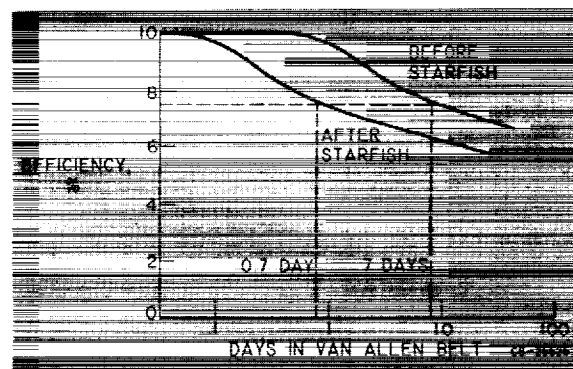 10
BEFORE
STARFISH
8
AFTER
STARFISH
6
EFFICIENCY,
%
4
2
0.7 DAY
7 DAYS
0
1
10
100
DAYS IN VAN ALLEN BELT